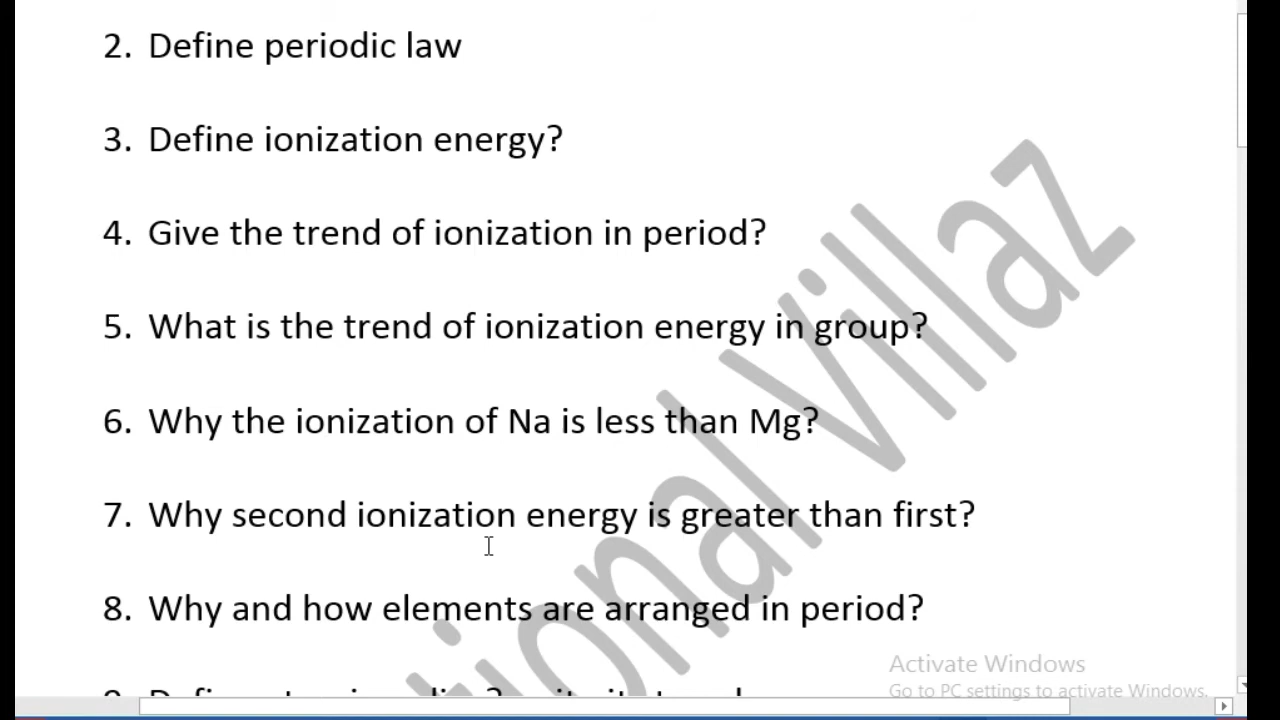 2. Define periodic law
3. Define ionization energy?
4. Give the trend of ionization in period?
5. What is the trend of ionization energy in group?
6. Why the ionization of Na is less than Mg?
7. Why second ionization energy is greater than first?
8. Why and how elements are arranged in period?
tional Villaz
Activate Windows
Go to PC settings to activate Windows.